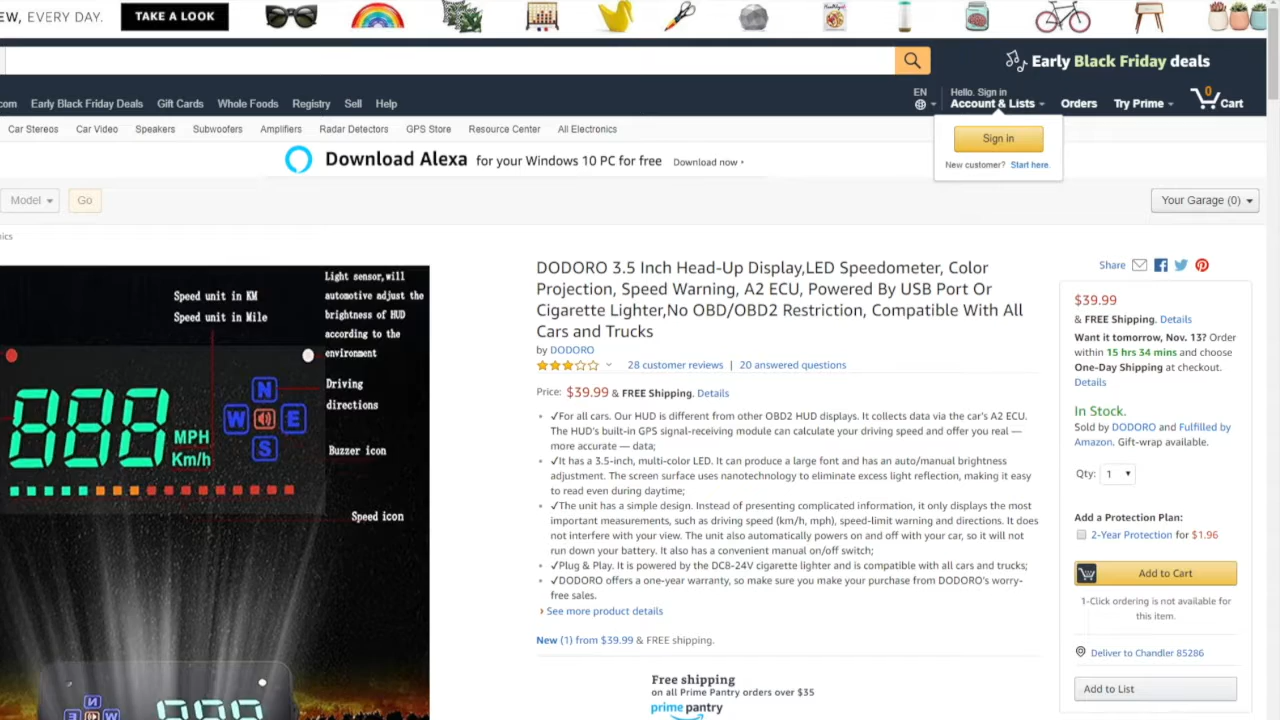 EW, EVERY DAY.
TAKE A LOOK
Early Black Friday deals
com
Early Black Friday Deals
Gift Cards
Whole Foods
Registry
Sell
Help
EN
Hello. Sign in
Account & Lists
Orders
Try Prime
0
Cart
Car Stereos
Car Video
Speakers
Subwoofers
Amplifiers
Radar Detectors
GPS Store
Resource Center
All Electronics
Sign in
New customer? Start here.
Download Alexa for your Windows 10 PC for free Download now
Model
Go
Your Garage (0)
ics
Light sensor,will
automotive adjust the
brightness of HUD
according to the
environment
Speed unit in KM
Speed unit in Mile
Driving
directions
Buzzer icon
Speed icon
888
MPH
Km/h
N
W
E
S
N
W
DODORO 3.5 Inch Head-Up Display,LED Speedometer, Color
Projection, Speed Warning, A2 ECU, Powered By USB Port Or
Cigarette Lighter,No OBD/OBD2 Restriction, Compatible With All
Cars and Trucks
by DODORO
28 customer reviews | 20 answered questions
Price: $39.99 & FREE Shipping. Details
• ✓For all cars. Our HUD is different from other OBD2 HUD displays. It collects data via the car's A2 ECU.
The HUD's built-in GPS signal-receiving module can calculate your driving speed and offer you real —
more accurate — data;
• ✓It has a 3.5-inch, multi-color LED. It can produce a large font and has an auto/manual brightness
adjustment. The screen surface uses nanotechnology to eliminate excess light reflection, making it easy
to read even during daytime;
• ✓The unit has a simple design. Instead of presenting complicated information, it only displays the most
important measurements, such as driving speed (km/h, mph), speed-limit warning and directions. It does
not interfere with your view. The unit also automatically powers on and off with your car, so it will not
run down your battery. It also has a convenient manual on/off switch;
• ✓Plug & Play. It is powered by the DC8-24V cigarette lighter and is compatible with all cars and trucks;
• ✓DODORO offers a one-year warranty, so make sure you make your purchase from DODORO's worry-
free sales.
› See more product details
New (1) from $39.99 & FREE shipping.
Free shipping
on all Prime Pantry orders over $35
prime pantry
Share
$39.99
& FREE Shipping. Details
Want it tomorrow, Nov. 13? Order
within 15 hrs 34 mins and choose
One-Day Shipping at checkout.
Details
In Stock.
Sold by DODORO and Fulfilled by
Amazon. Gift-wrap available.
Qty: 1
Add a Protection Plan:
2-Year Protection for $1.96
Add to Cart
1-Click ordering is not available for
this item.
Deliver to Chandler 85286
Add to List